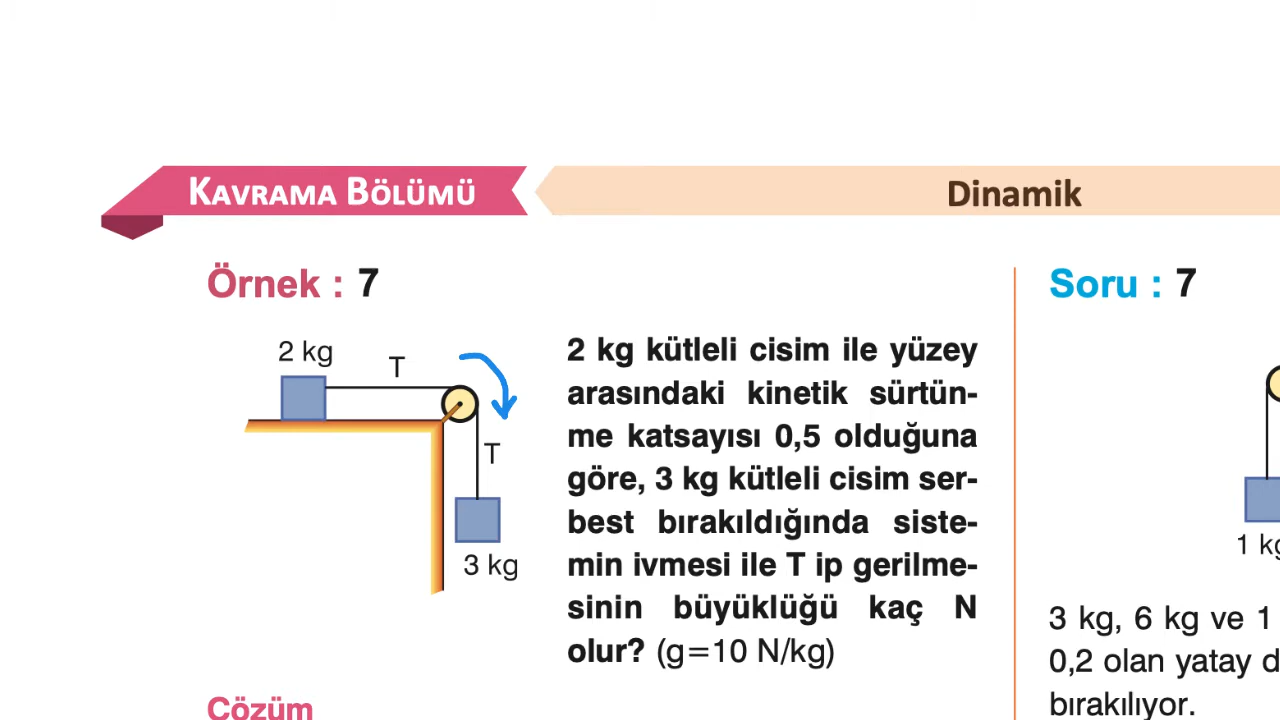 KAVRAMA BÖLÜMÜ
Dinamik
Örnek : 7
2 kg
T
T
3 kg
2 kg kütleli cisim ile yüzey
arasındaki kinetik sürtün-
me katsayısı 0,5 olduğuna
göre, 3 kg kütleli cisim ser-
best bırakıldığında siste-
min ivmesi ile T ip gerilme-
sinin büyüklüğü kaç N
olur? (g=10 N/kg)
Çözüm
Soru : 7
1 kg
3 kg, 6 kg ve 1
0,2 olan yatay d
bırakılıyor.